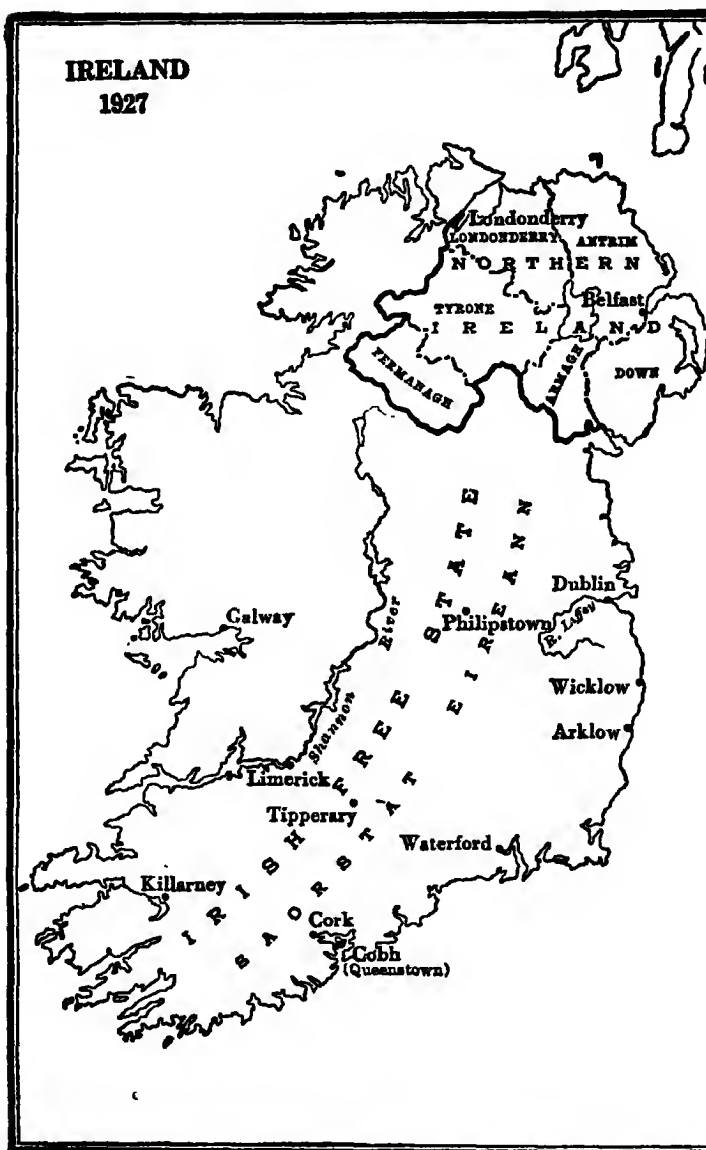 IRELAND
1927
Londonderry
LONDONDERRY
ANTRIM
NORTHERN
Belfast
TYRONE
IRELAND
FERMANAGH
ARMAGH
DOWN
IRISH FREE STATE
SAORSTÁT EIREANN
Dublin
R. Liffey
Philipstown
Galway
Shannon River
Wicklow
Arklow
Limerick
Tipperary
Waterford
Killarney
Cork
Cobh
(Queenstown)